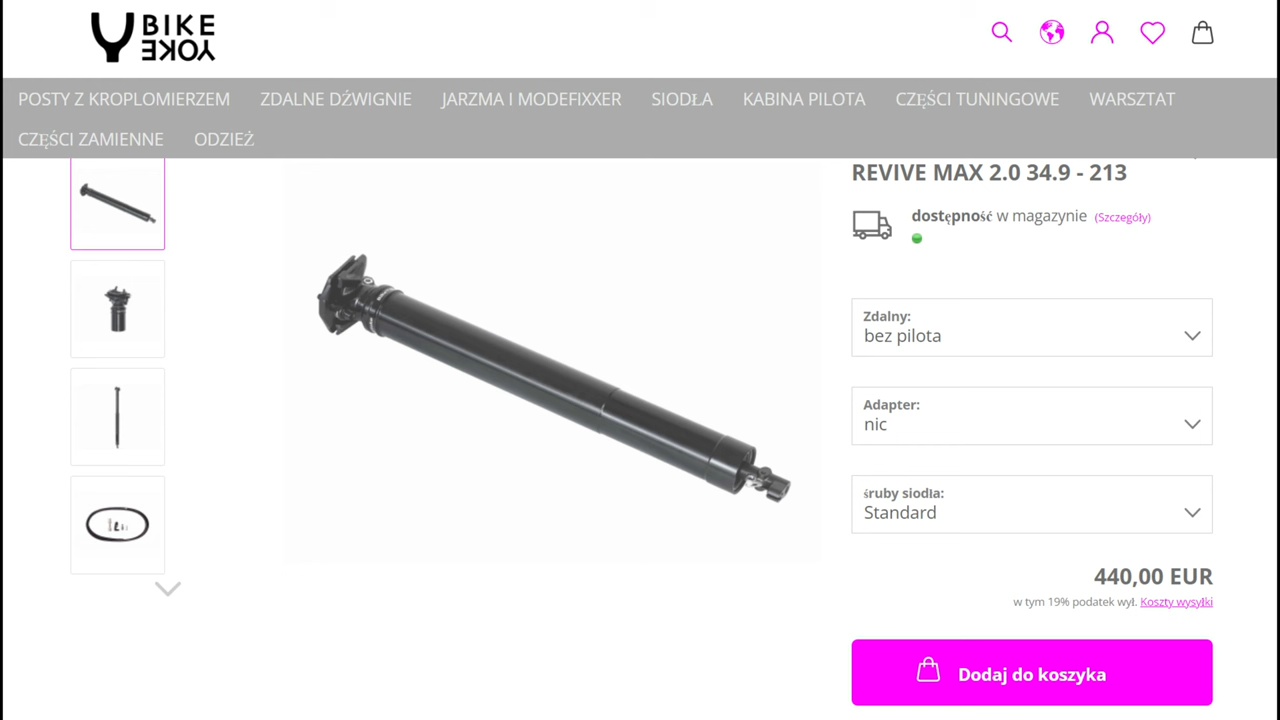 BIKE
YOKE
POSTY Z KROPLOMIERZEM ZDALNE DŹWIGNIE JARZMA I MODEFIXXER SIODŁA KABINA PILOTA CZĘŚCI TUNINGOWE WARSZTAT
CZĘŚCI ZAMIENNE ODZIEŻ
REVIVE MAX 2.0 34.9 - 213
dostępność w magazynie (Szczegóły)
Zdalny:
bez pilota
Adapter:
nic
śruby siodła:
Standard
440,00 EUR
w tym 19% podatek wył. Koszty wysyłki
Dodaj do koszyka